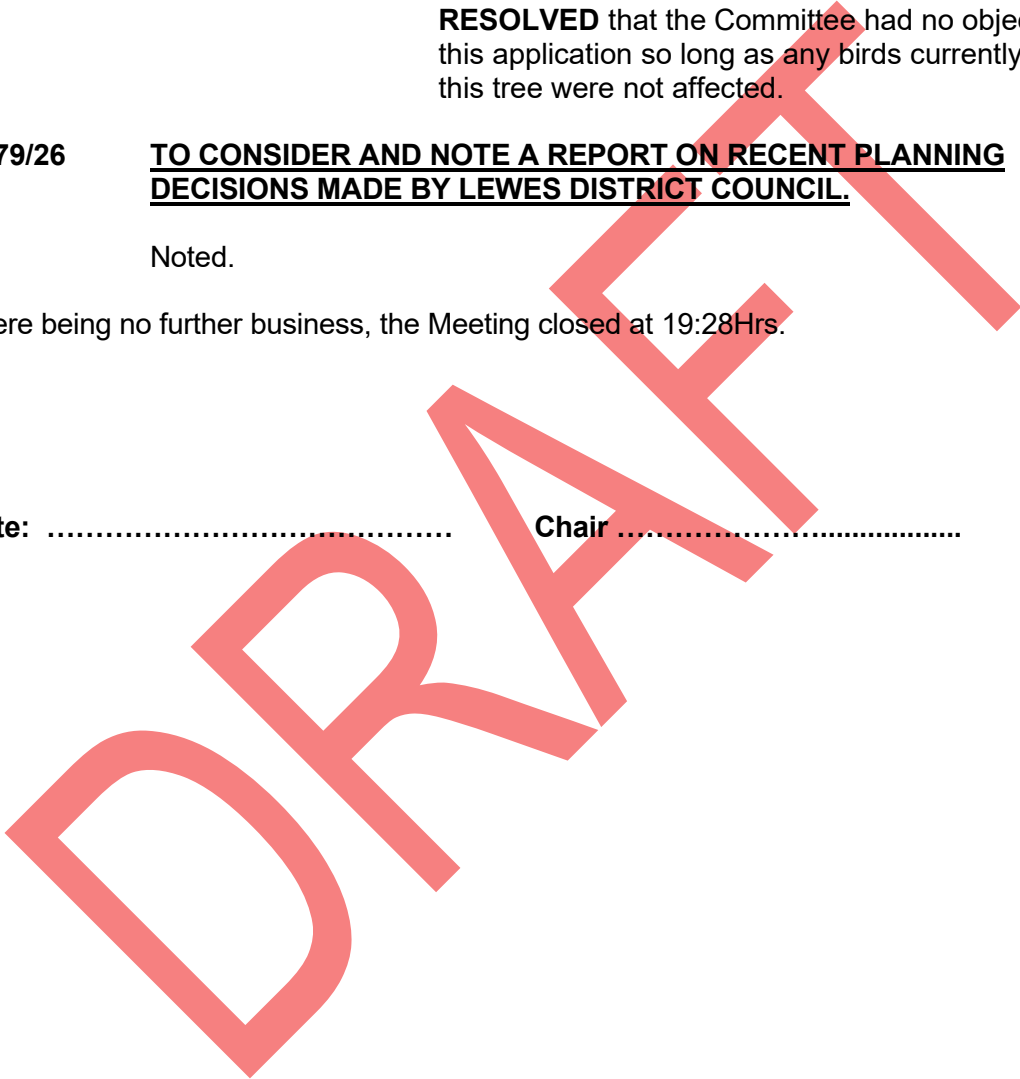 RESOLVED that the Committee had no objec
this application so long as any birds currently
this tree were not affected.
79/26 TO CONSIDER AND NOTE A REPORT ON RECENT PLANNING
DECISIONS MADE BY LEWES DISTRICT COUNCIL.
Noted.
ere being no further business, the Meeting closed at 19:28Hrs.
te: …………………………………… Chair …………………..................
DRAFT